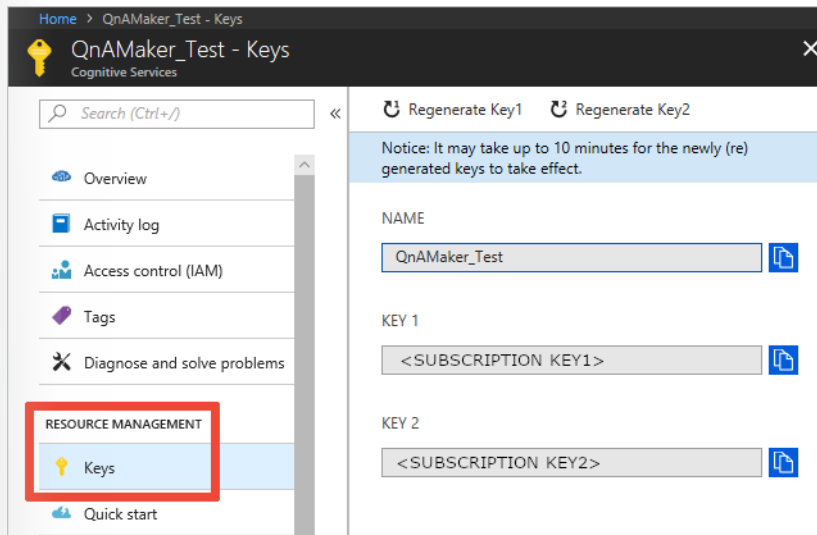 Home > QnAMaker_Test - Keys
QnAMaker_Test - Keys
Cognitive Services
Search (Ctrl+/)
Overview
Activity log
Access control (IAM)
Tags
Diagnose and solve problems
RESOURCE MANAGEMENT
Keys
Quick start
Regenerate Key1
Regenerate Key2
Notice: It may take up to 10 minutes for the newly (re)
generated keys to take effect.
NAME
QnAMaker_Test
KEY 1
<SUBSCRIPTION KEY1>
KEY 2
<SUBSCRIPTION KEY2>